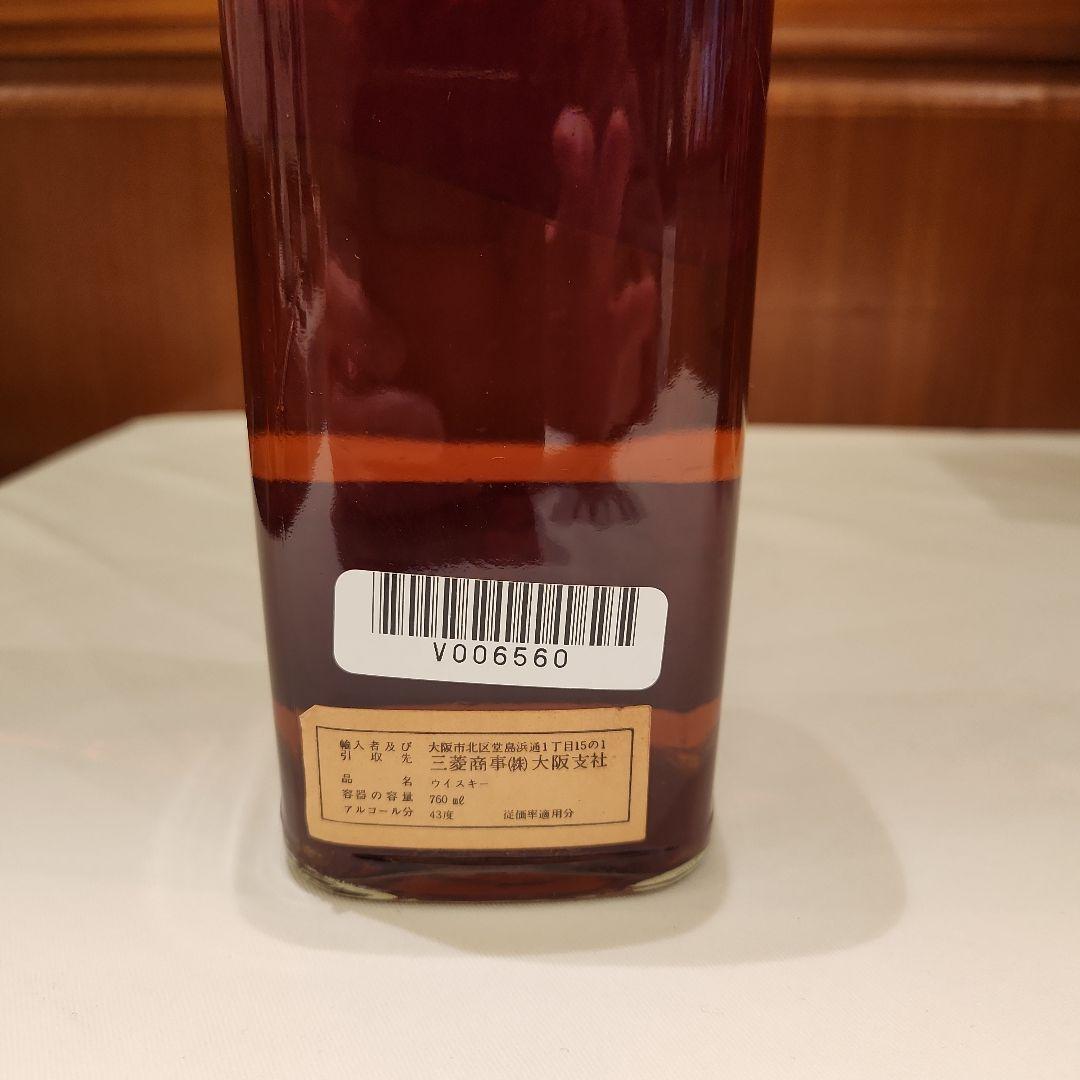 V006560
輸入者及び 大阪市北区堂島浜通1丁目15の1
引取先 三菱商事㈱大阪支社
品名 ウイスキー
容器の容量 760㎖
アルコール分 43度 従価率適用分